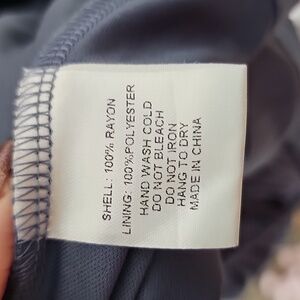 SHELL: 100% RAYON
LINING: 100%POLYESTER
HAND WASH COLD
DO NOT BLEACH
DO NOT IRON
HANG TO DRY
MADE IN CHINA